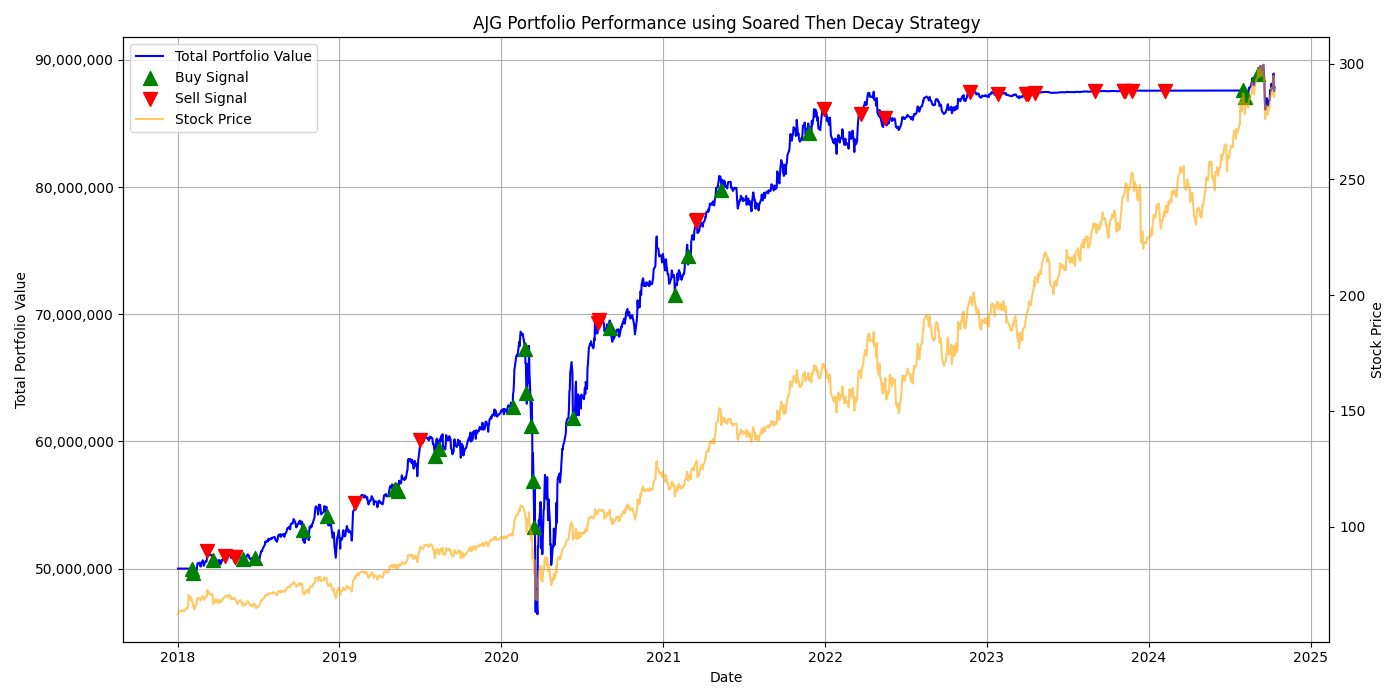 AJG Portfolio Performance using Soared Then Decay Strategy
Total Portfolio Value
Buy Signal
Sell Signal
Stock Price
90,000,000
80,000,000
70,000,000
60,000,000
50,000,000
Total Portfolio Value
300
250
200
150
100
Stock Price
2018
2019
2020
2021
2022
2023
2024
2025
Date